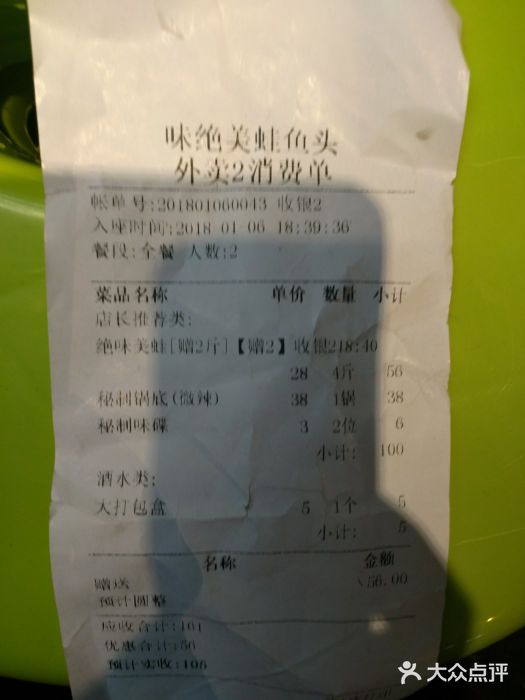 味绝美蛙鱼头
外卖2消费单
帐单号:201801060043 收银2
入座时间:2018-01-06 18:39:36
餐段:全餐 人数:2
菜品名称 单价 数量 小计
店长推荐类:
绝味美蛙[赠2斤]【赠2】收银218:40
28 4斤 56
秘制锅底(微辣) 38 1锅 38
秘制味碟 3 2位 6
小计: 100
酒水类:
大打包盒 5 1个 5
小计: 5
名称 金额
赠送 \56.00
预计圆整
应收合计:161
优惠合计:56
预计实收:105
大众点评